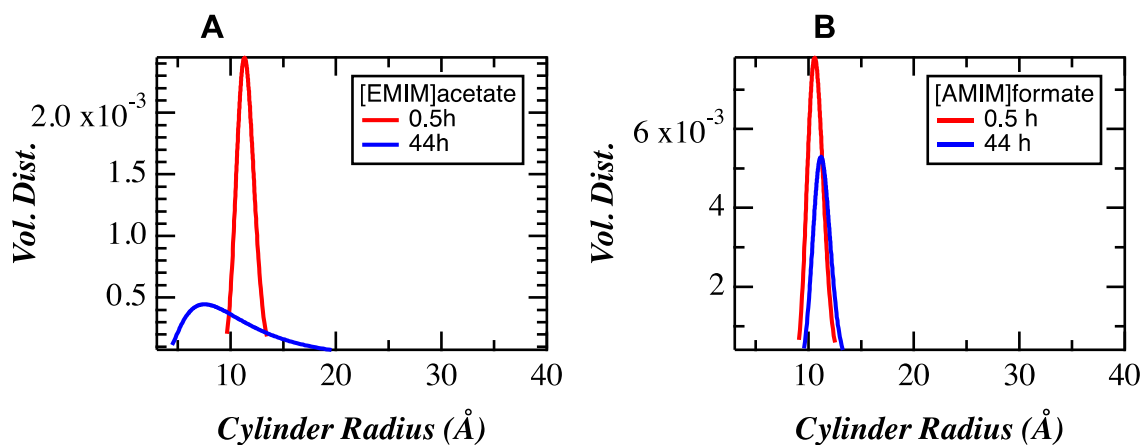 A
[EMIM]acetate
0.5h
44h
2.0 x10-3
1.5
1.0
0.5
Vol. Dist.
10
20
30
40
Cylinder Radius (Å)
B
[AMIM]formate
0.5 h
44 h
6 x10-3
4
2
Vol. Dist.
10
20
30
40
Cylinder Radius (Å)